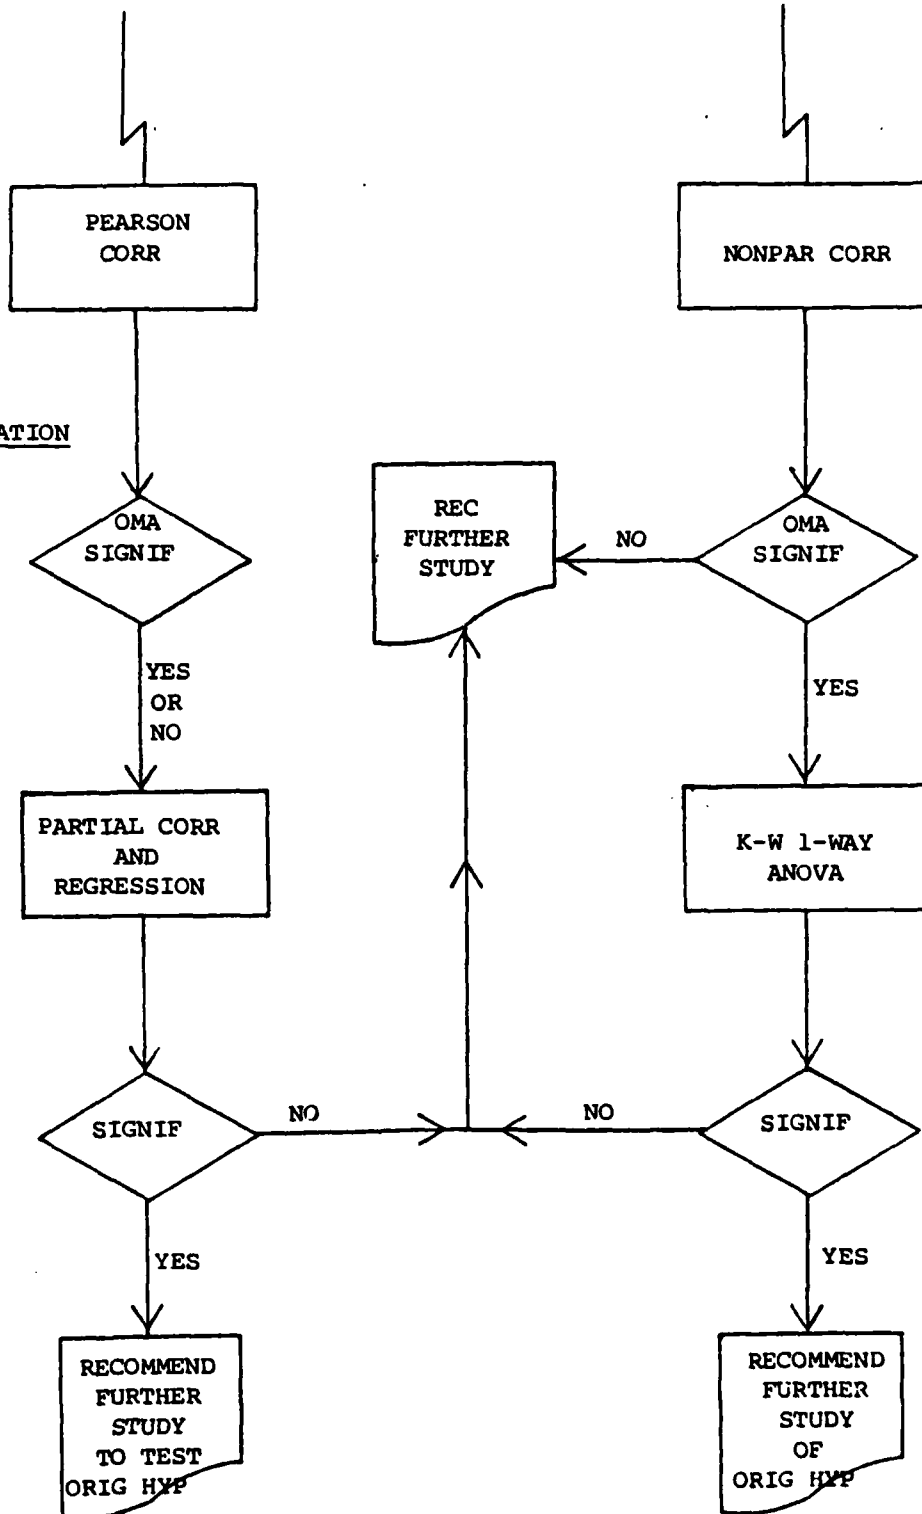 PEARSON
CORR
NONPAR CORR
ATION
OMA
SIGNIF
REC
FURTHER
STUDY
NO
OMA
SIGNIF
YES
OR
NO
YES
PARTIAL CORR
AND
REGRESSION
K-W 1-WAY
ANOVA
SIGNIF
NO
NO
SIGNIF
YES
YES
RECOMMEND
FURTHER
STUDY
TO TEST
ORIG HYP
RECOMMEND
FURTHER
STUDY
OF
ORIG HYP